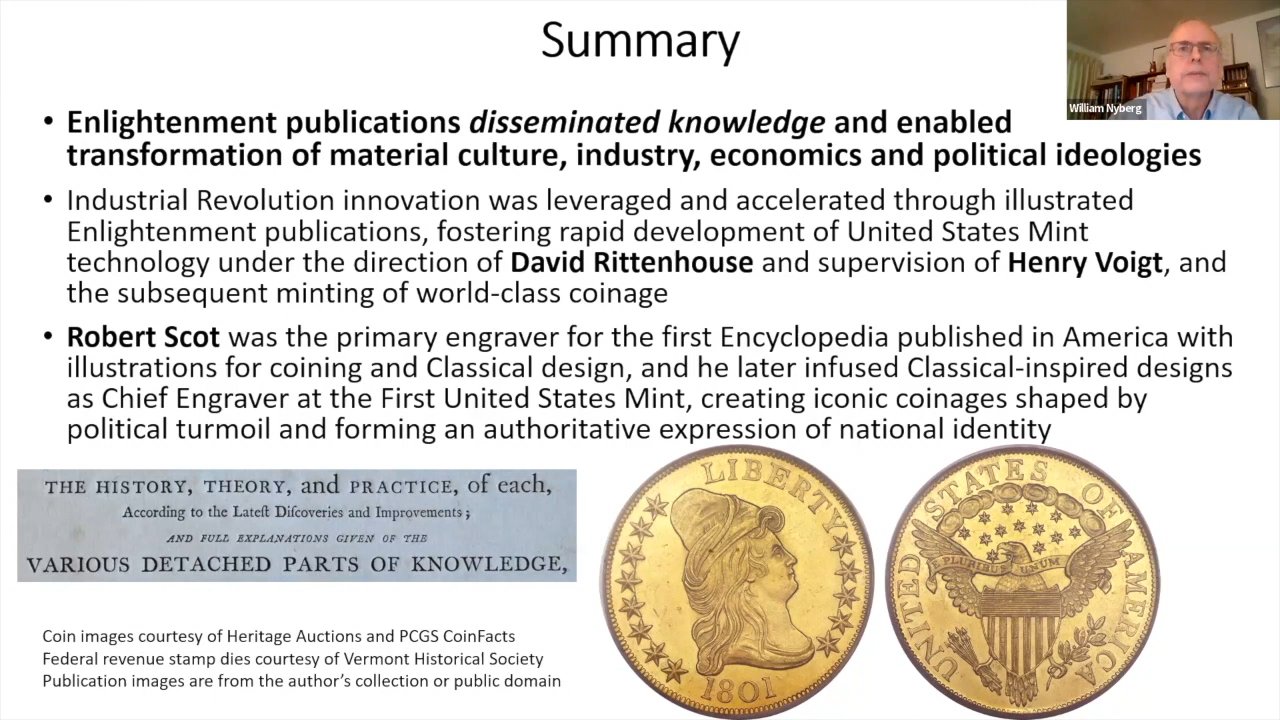 Summary
William Nyberg
• Enlightenment publications disseminated knowledge and enabled
transformation of material culture, industry, economics and political ideologies
• Industrial Revolution innovation was leveraged and accelerated through illustrated
Enlightenment publications, fostering rapid development of United States Mint
technology under the direction of David Rittenhouse and supervision of Henry Voigt, and
the subsequent minting of world-class coinage
• Robert Scot was the primary engraver for the first Encyclopedia published in America with
illustrations for coining and Classical design, and he later infused Classical-inspired designs
as Chief Engraver at the First United States Mint, creating iconic coinages shaped by
political turmoil and forming an authoritative expression of national identity
THE HISTORY, THEORY, and PRACTICE, of each,
According to the Lateſt Diſcoveries and Improvements;
AND FULL EXPLANATIONS GIVEN OF THE
VARIOUS DETACHED PARTS OF KNOWLEDGE,
LIBERTY
1801
UNITED STATES OF AMERICA
PLURIBUS UNUM
Coin images courtesy of Heritage Auctions and PCGS CoinFacts
Federal revenue stamp dies courtesy of Vermont Historical Society
Publication images are from the author's collection or public domain